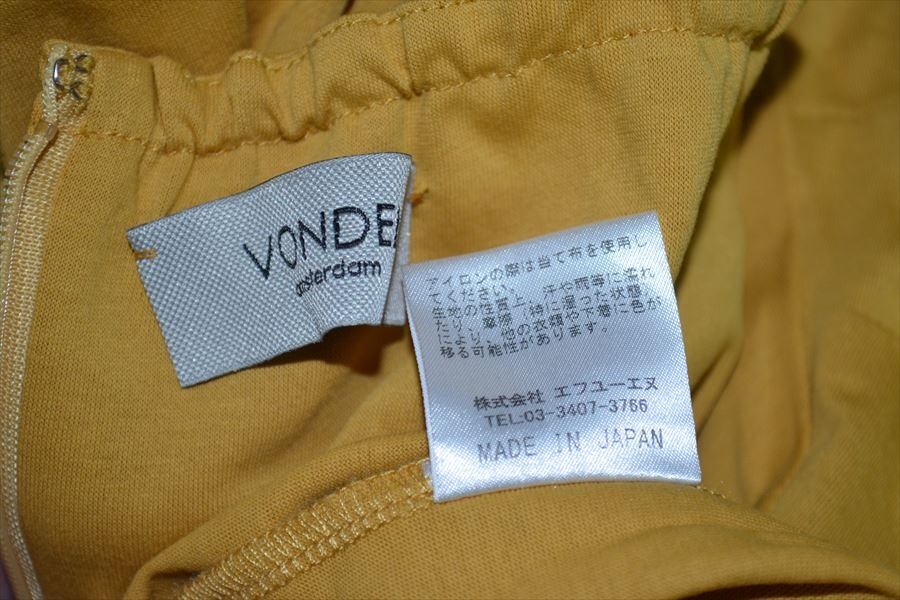 VONDE
amsterdam
アイロンの際は当て布を使用し
てください。
生地の性質上、汗や雨等に濡れ
たり、摩擦（特に湿った状態
により、他の衣類や下着に色が
移る可能性があります。
株式会社 エフユーエヌ
TEL:03-3407-3766
MADE IN JAPAN